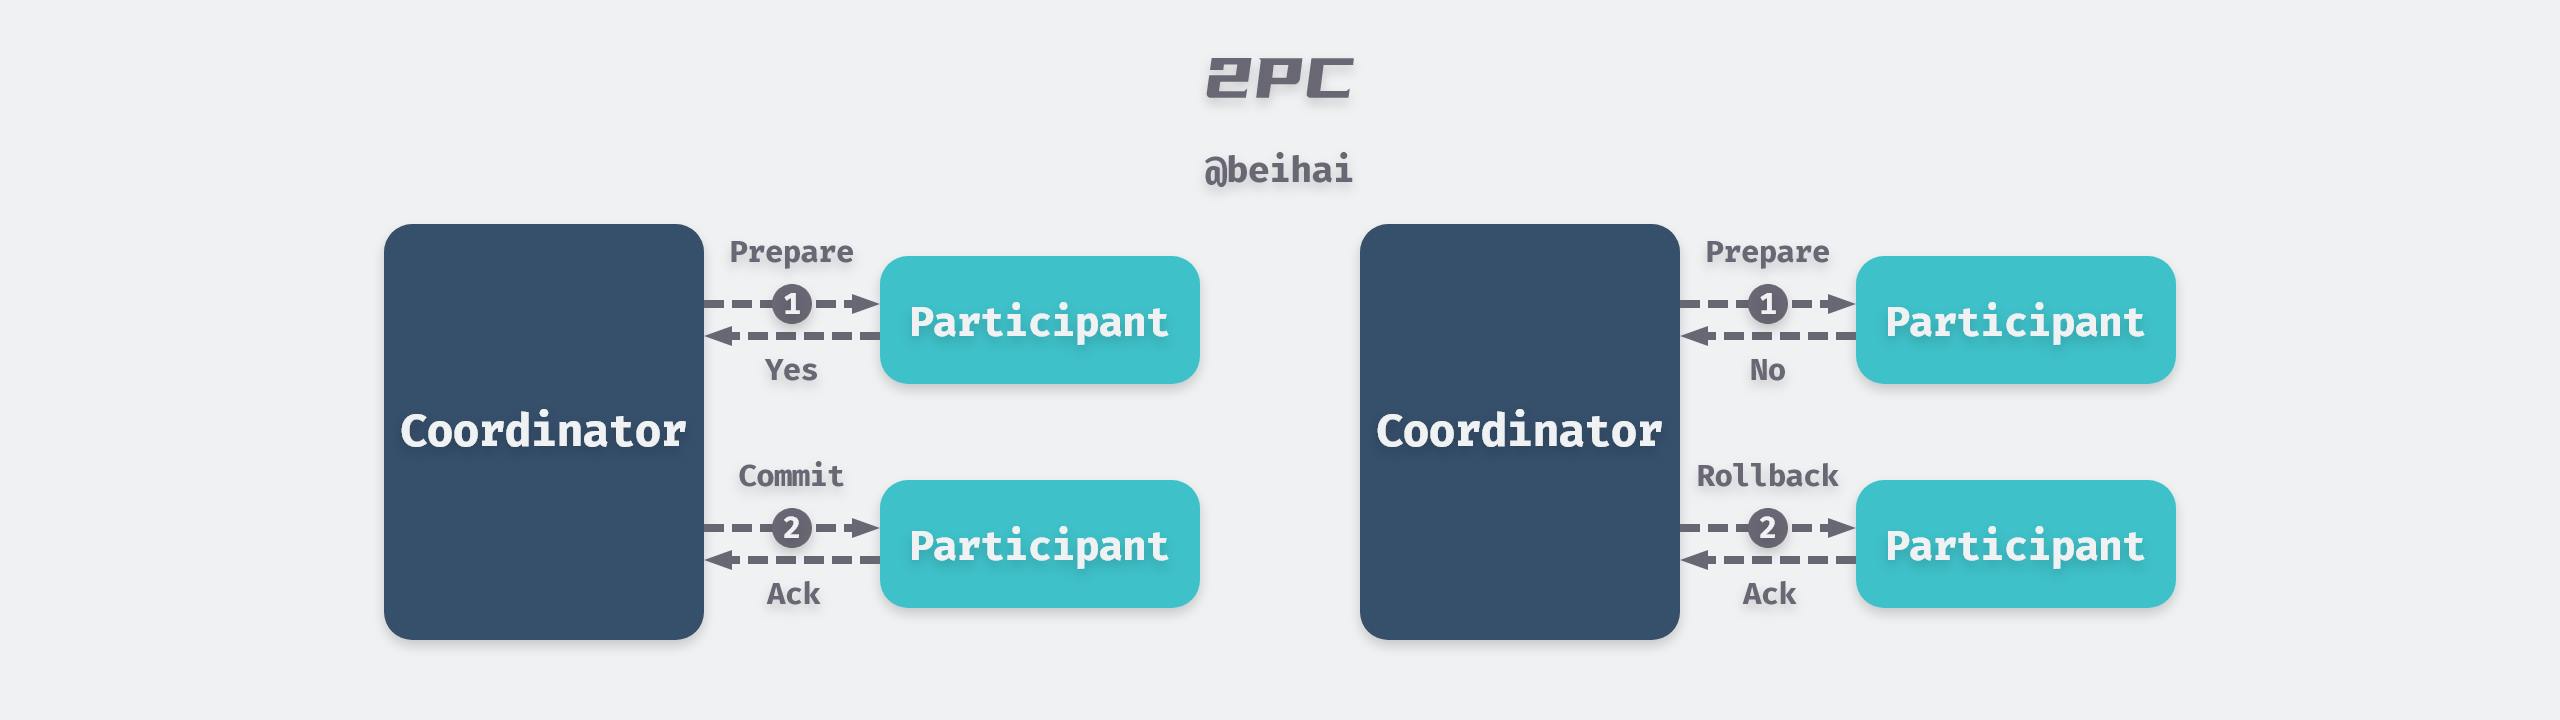 2PC
@beihai
Coordinator
Prepare
1
Yes
Participant
Commit
2
Ack
Participant
Coordinator
Prepare
1
No
Participant
Rollback
2
Ack
Participant